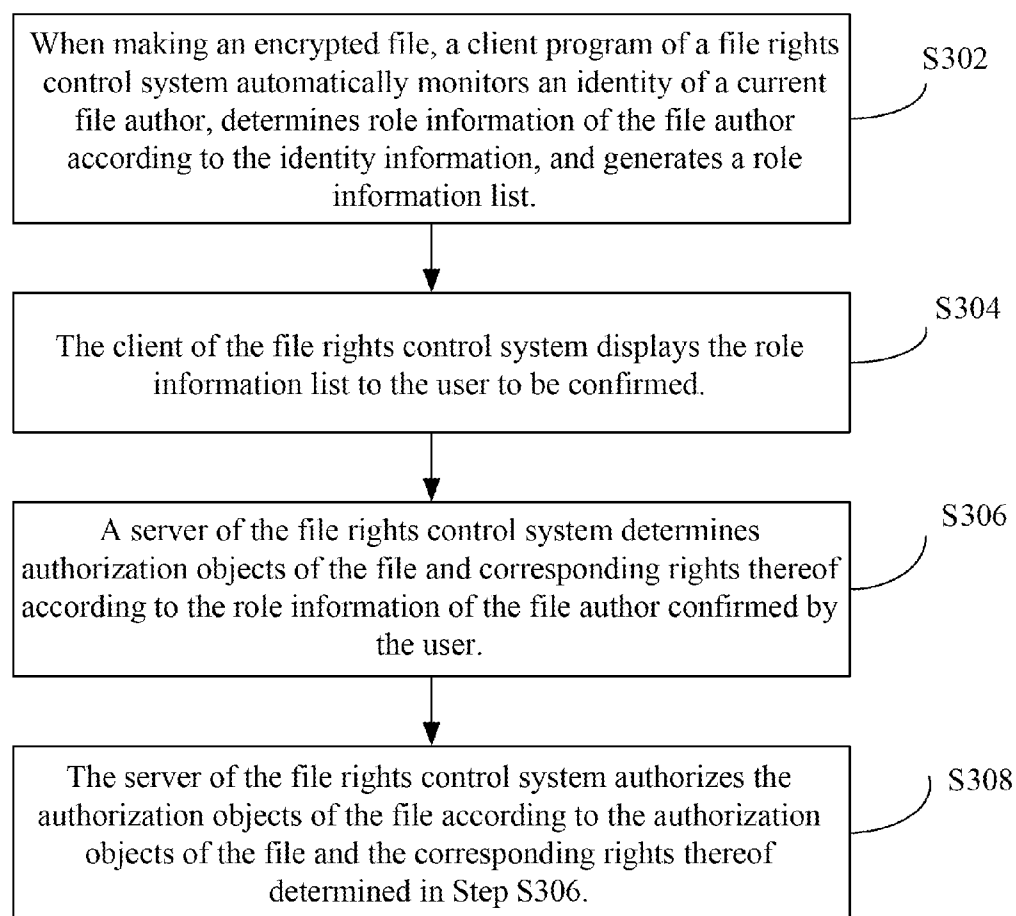 When making an encrypted file, a client program of a file rights
control system automatically monitors an identity of a current
file author, determines role information of the file author
according to the identity information, and generates a role
information list.
S302
The client of the file rights control system displays the role
information list to the user to be confirmed.
S304
A server of the file rights control system determines
authorization objects of the file and corresponding rights thereof
according to the role information of the file author confirmed by
the user.
S306
The server of the file rights control system authorizes the
authorization objects of the file according to the authorization
objects of the file and the corresponding rights thereof
determined in Step S306.
S308